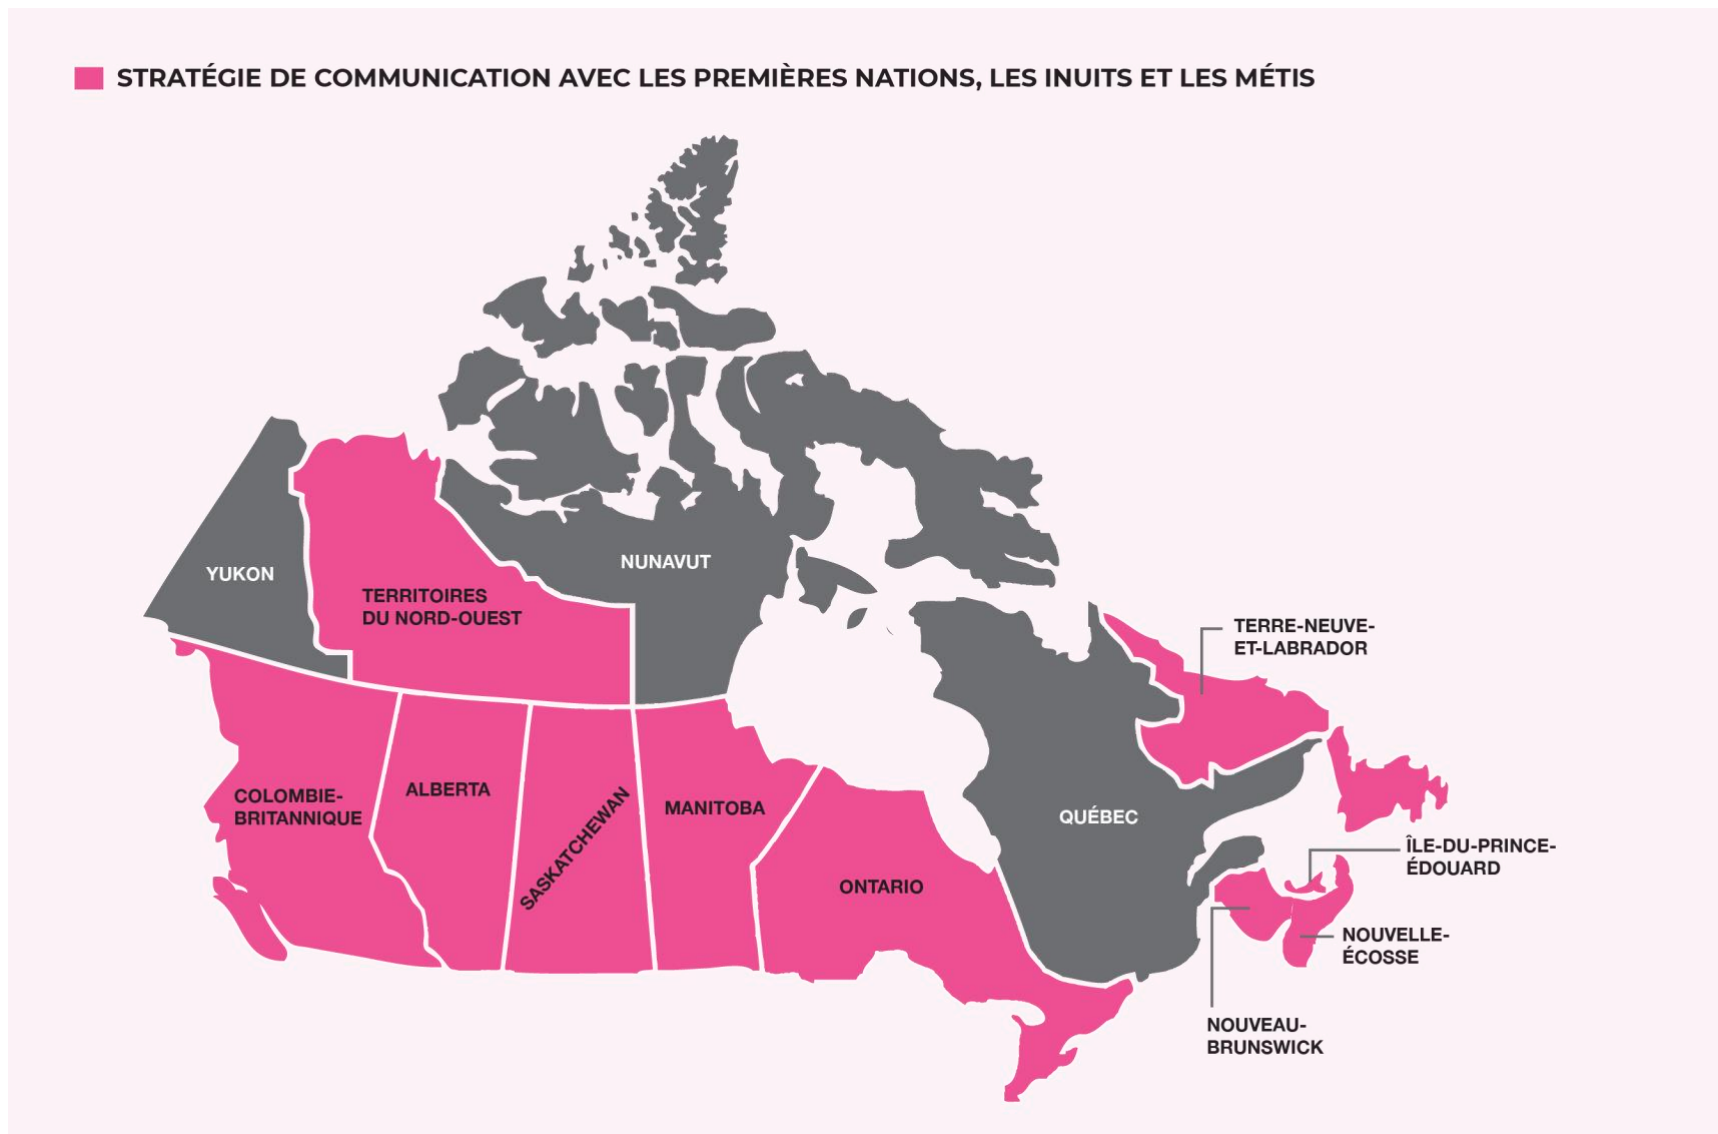 STRATÉGIE DE COMMUNICATION AVEC LES PREMIÈRES NATIONS, LES INUITS ET LES MÉTIS
YUKON
TERRITOIRES
DU NORD-OUEST
NUNAVUT
TERRE-NEUVE-
ET-LABRADOR
COLOMBIE-
BRITANNIQUE
ALBERTA
SASKATCHEWAN
MANITOBA
ONTARIO
QUÉBEC
ÎLE-DU-PRINCE-
ÉDOUARD
NOUVELLE-
ÉCOSSE
NOUVEAU-
BRUNSWICK